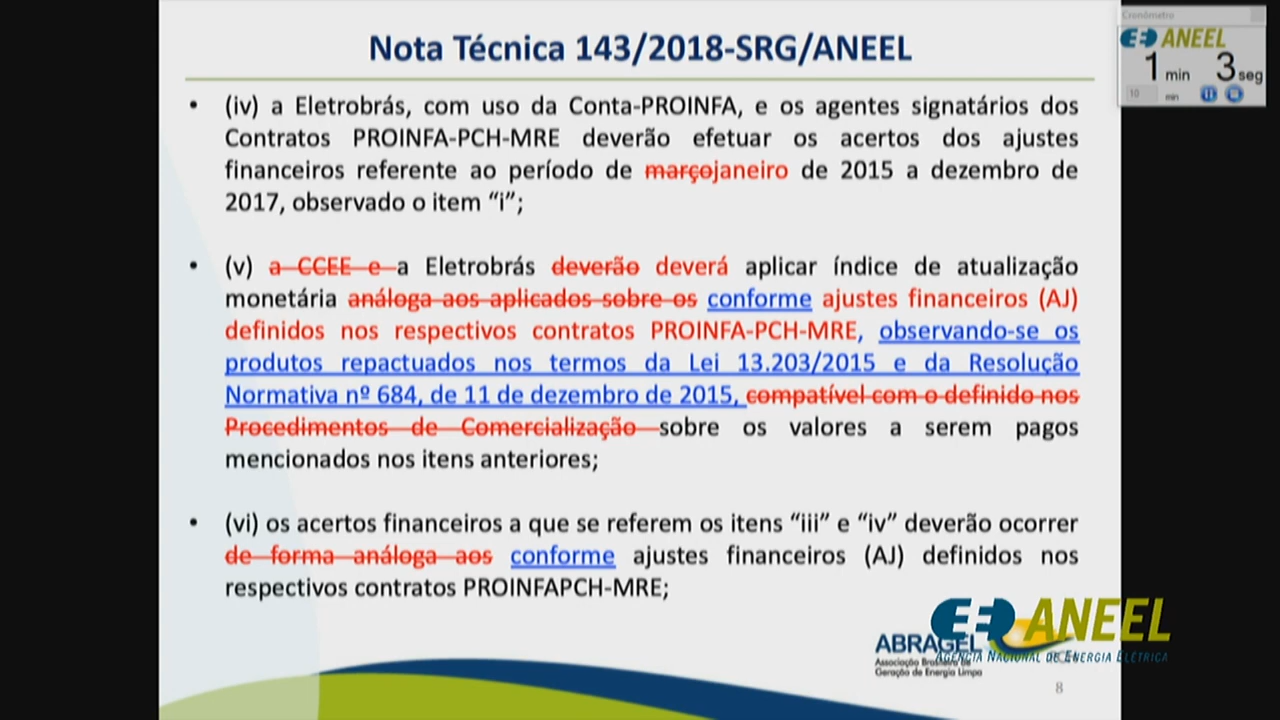 Nota Técnica 143/2018-SRG/ANEEL
• (iv) a Eletrobrás, com uso da Conta-PROINFA, e os agentes signatários dos
Contratos PROINFA-PCH-MRE deverão efetuar os acertos dos ajustes
financeiros referente ao período de marçojaneiro de 2015 a dezembro de
2017, observado o item “i”;
• (v) a CCEE e a Eletrobrás deverão deverá aplicar índice de atualização
monetária análoga aos aplicados sobre os conforme ajustes financeiros (AJ)
definidos nos respectivos contratos PROINFA-PCH-MRE, observando-se os
produtos repactuados nos termos da Lei 13.203/2015 e da Resolução
Normativa nº 684, de 11 de dezembro de 2015, compatível com o definido nos
Procedimentos de Comercialização sobre os valores a serem pagos
mencionados nos itens anteriores;
• (vi) os acertos financeiros a que se referem os itens “iii” e “iv” deverão ocorrer
de forma análoga aos conforme ajustes financeiros (AJ) definidos nos
respectivos contratos PROINFAPCH-MRE;
Cronômetro
ANEEL
1 min 3 seg
10 min
ABRAGEL
Associação Brasileira de
Geração de Energia Limpa
ANEEL
AGÊNCIA NACIONAL DE ENERGIA ELÉTRICA
8